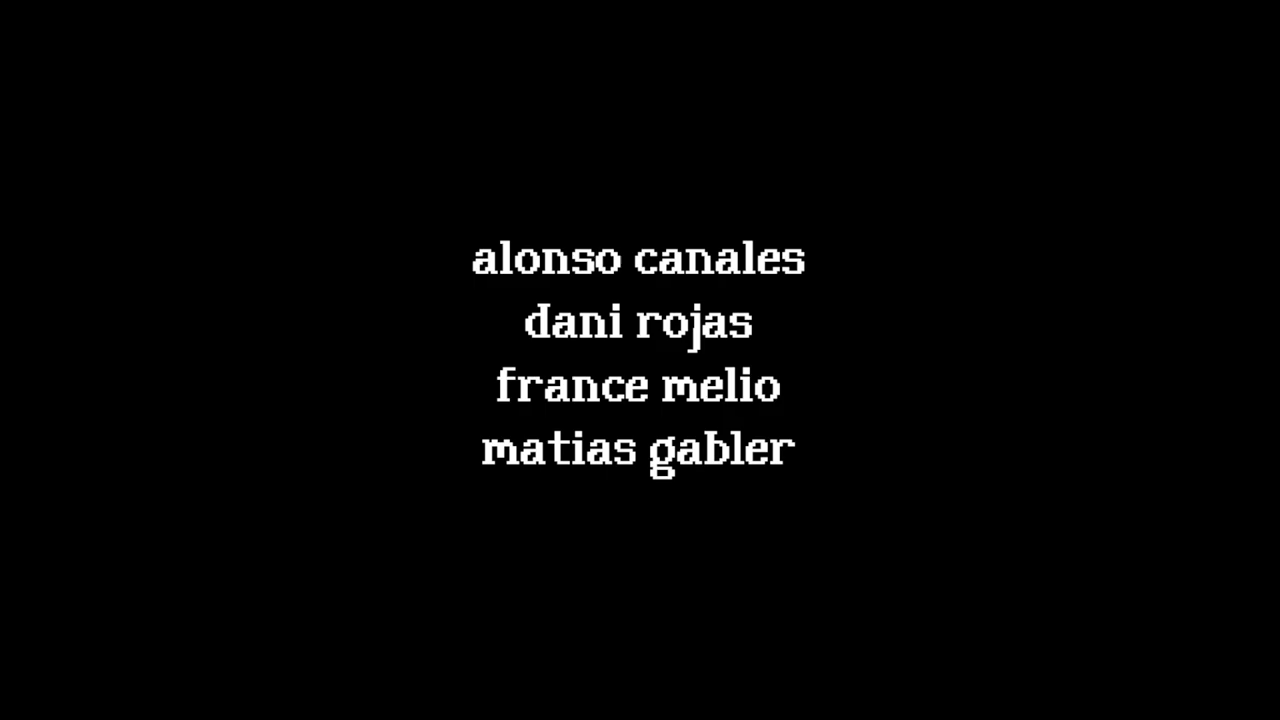 alonso canales
dani rojas
france melio
matias gabler